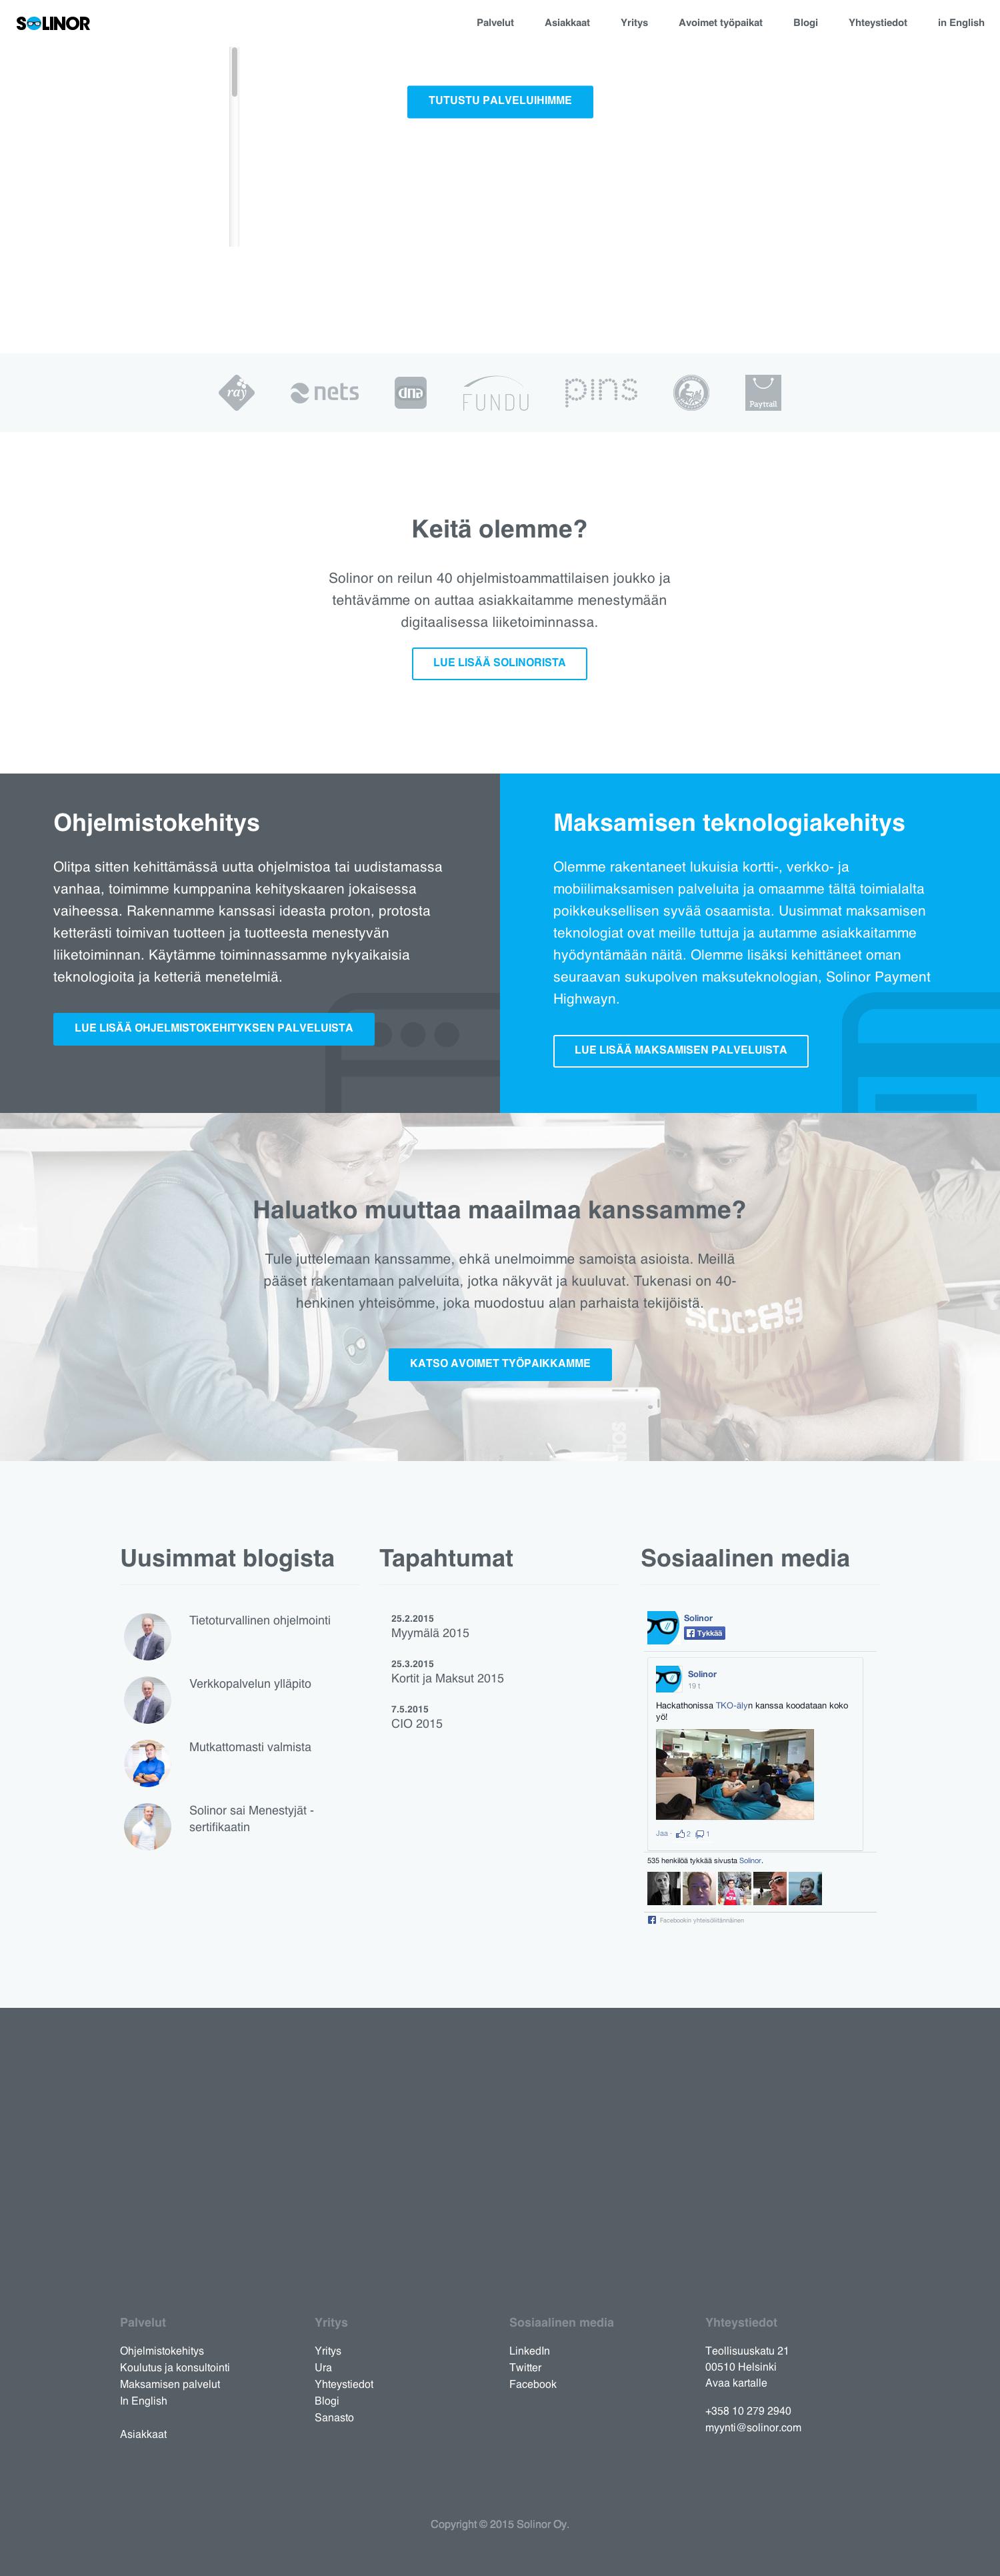 SOLINOR
Palvelut
Asiakkaat
Yritys
Avoimet työpaikat
Blogi
Yhteystiedot
in English
TUTUSTU PALVELUIHIMME
ray
nets
dna
FUNDU
pins
Paytrail
Keitä olemme?
Solinor on reilun 40 ohjelmistoammattilaisen joukko ja
tehtävämme on auttaa asiakkaitamme menestymään
digitaalisessa liiketoiminnassa.
LUE LISÄÄ SOLINORISTA
Ohjelmistokehitys
Olitpa sitten kehittämässä uutta ohjelmistoa tai uudistamassa
vanhaa, toimimme kumppanina kehityskaaren jokaisessa
vaiheessa. Rakennamme kanssasi ideasta proton, protosta
ketterästi toimivan tuotteen ja tuotteesta menestyvän
liiketoiminnan. Käytämme toiminnassamme nykyaikaisia
teknologioita ja ketteriä menetelmiä.
LUE LISÄÄ OHJELMISTOKEHITYKSEN PALVELUISTA
Maksamisen teknologiakehitys
Olemme rakentaneet lukuisia kortti-, verkko- ja
mobiilimaksamisen palveluita ja omaamme tältä toimialalta
poikkeuksellisen syvää osaamista. Uusimmat maksamisen
teknologiat ovat meille tuttuja ja autamme asiakkaitamme
hyödyntämään näitä. Olemme lisäksi kehittäneet oman
seuraavan sukupolven maksuteknologian, Solinor Payment
Highwayn.
LUE LISÄÄ MAKSAMISEN PALVELUISTA
Haluatko muuttaa maailmaa kanssamme?
Tule juttelemaan kanssamme, ehkä unelmoimme samoista asioista. Meillä
pääset rakentamaan palveluita, jotka näkyvät ja kuuluvat. Tukenasi on 40-
henkinen yhteisömme, joka muodostuu alan parhaista tekijöistä.
KATSO AVOIMET TYÖPAIKKAMME
Uusimmat blogista
Tietoturvallinen ohjelmointi
Verkkopalvelun ylläpito
Mutkattomasti valmista
Solinor sai Menestyjät -
sertifikaatin
Tapahtumat
25.2.2015
Myymälä 2015
25.3.2015
Kortit ja Maksut 2015
7.5.2015
CIO 2015
Sosiaalinen media
Solinor
Tykkää
Solinor
19 t
Hackathonissa TKO-älyn kanssa koodataan koko
yö!
Jaa · 2 1
535 henkilöä tykkää sivusta Solinor.
Facebookin yhteisöliitännäinen
Palvelut
Ohjelmistokehitys
Koulutus ja konsultointi
Maksamisen palvelut
In English
Asiakkaat
Yritys
Yritys
Ura
Yhteystiedot
Blogi
Sanasto
Sosiaalinen media
LinkedIn
Twitter
Facebook
Yhteystiedot
Teollisuuskatu 21
00510 Helsinki
Avaa kartalle
+358 10 279 2940
myynti@solinor.com
Copyright © 2015 Solinor Oy.